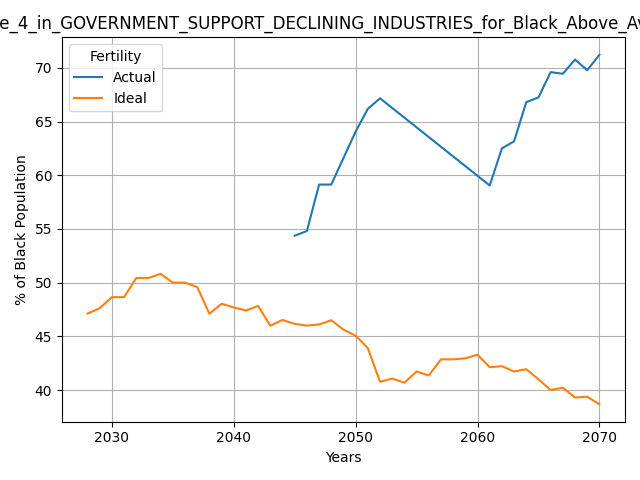 e_4_in_GOVERNMENT_SUPPORT_DECLINING_INDUSTRIES_for_Black_Above_Av
Fertility
Actual
Ideal
% of Black Population
70
65
60
55
50
45
40
2030
2040
2050
2060
2070
Years